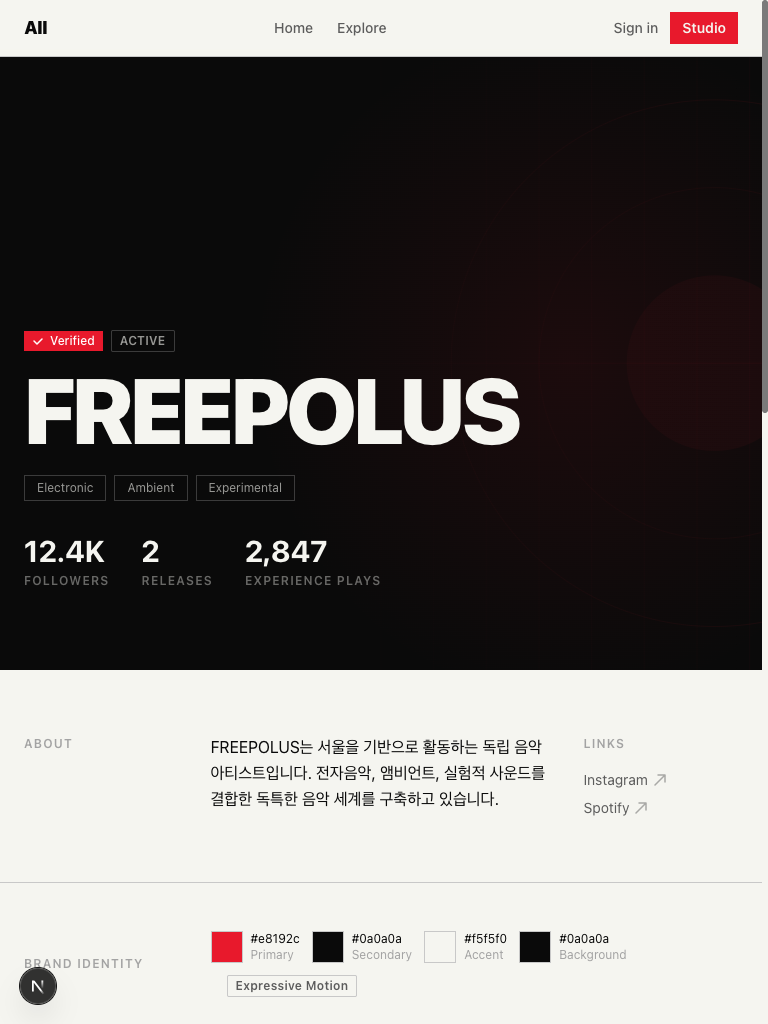 All
Home
Explore
Sign in
Studio
Verified
ACTIVE
FREEPOLUS
Electronic
Ambient
Experimental
12.4K
FOLLOWERS
2
RELEASES
2,847
EXPERIENCE PLAYS
ABOUT
FREEPOLUS는 서울을 기반으로 활동하는 독립 음악
아티스트입니다. 전자음악, 앰비언트, 실험적 사운드를
결합한 독특한 음악 세계를 구축하고 있습니다.
LINKS
Instagram
Spotify
BRAND IDENTITY
#e8192c
Primary
#0a0a0a
Secondary
#f5f5f0
Accent
#0a0a0a
Background
Expressive Motion
N